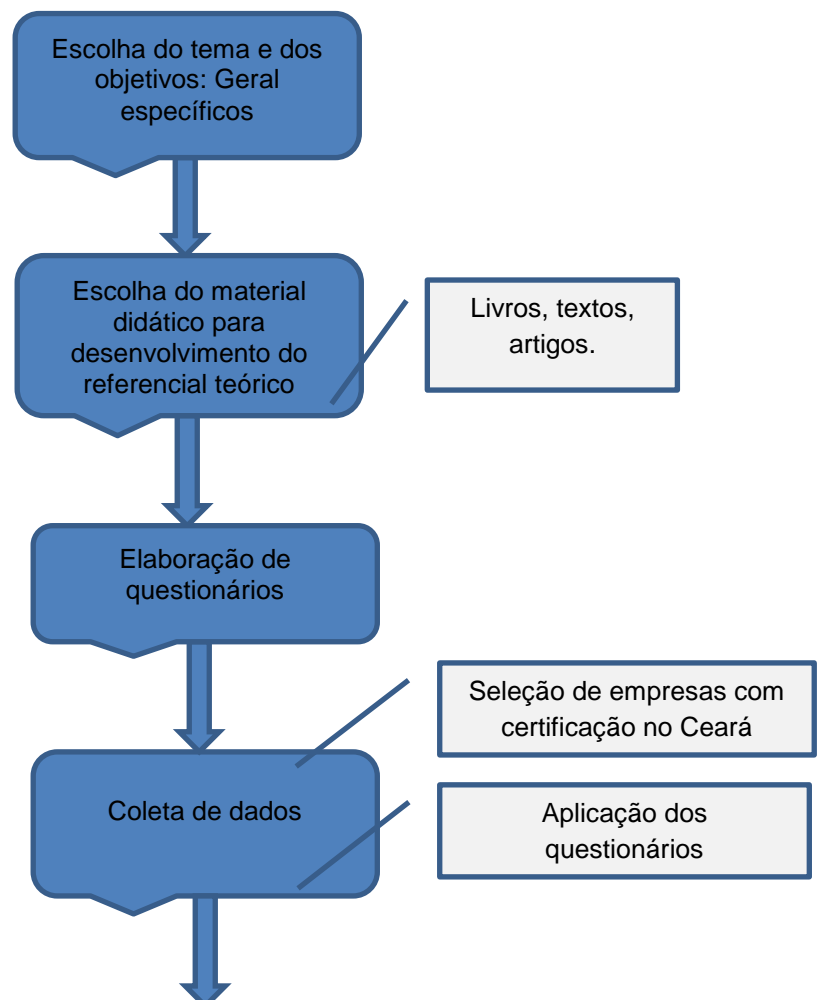 Escolha do tema e dos
objetivos: Geral
específicos
Escolha do material
didático para
desenvolvimento do
referencial teórico
Livros, textos,
artigos.
Elaboração de
questionários
Seleção de empresas com
certificação no Ceará
Coleta de dados
Aplicação dos
questionários